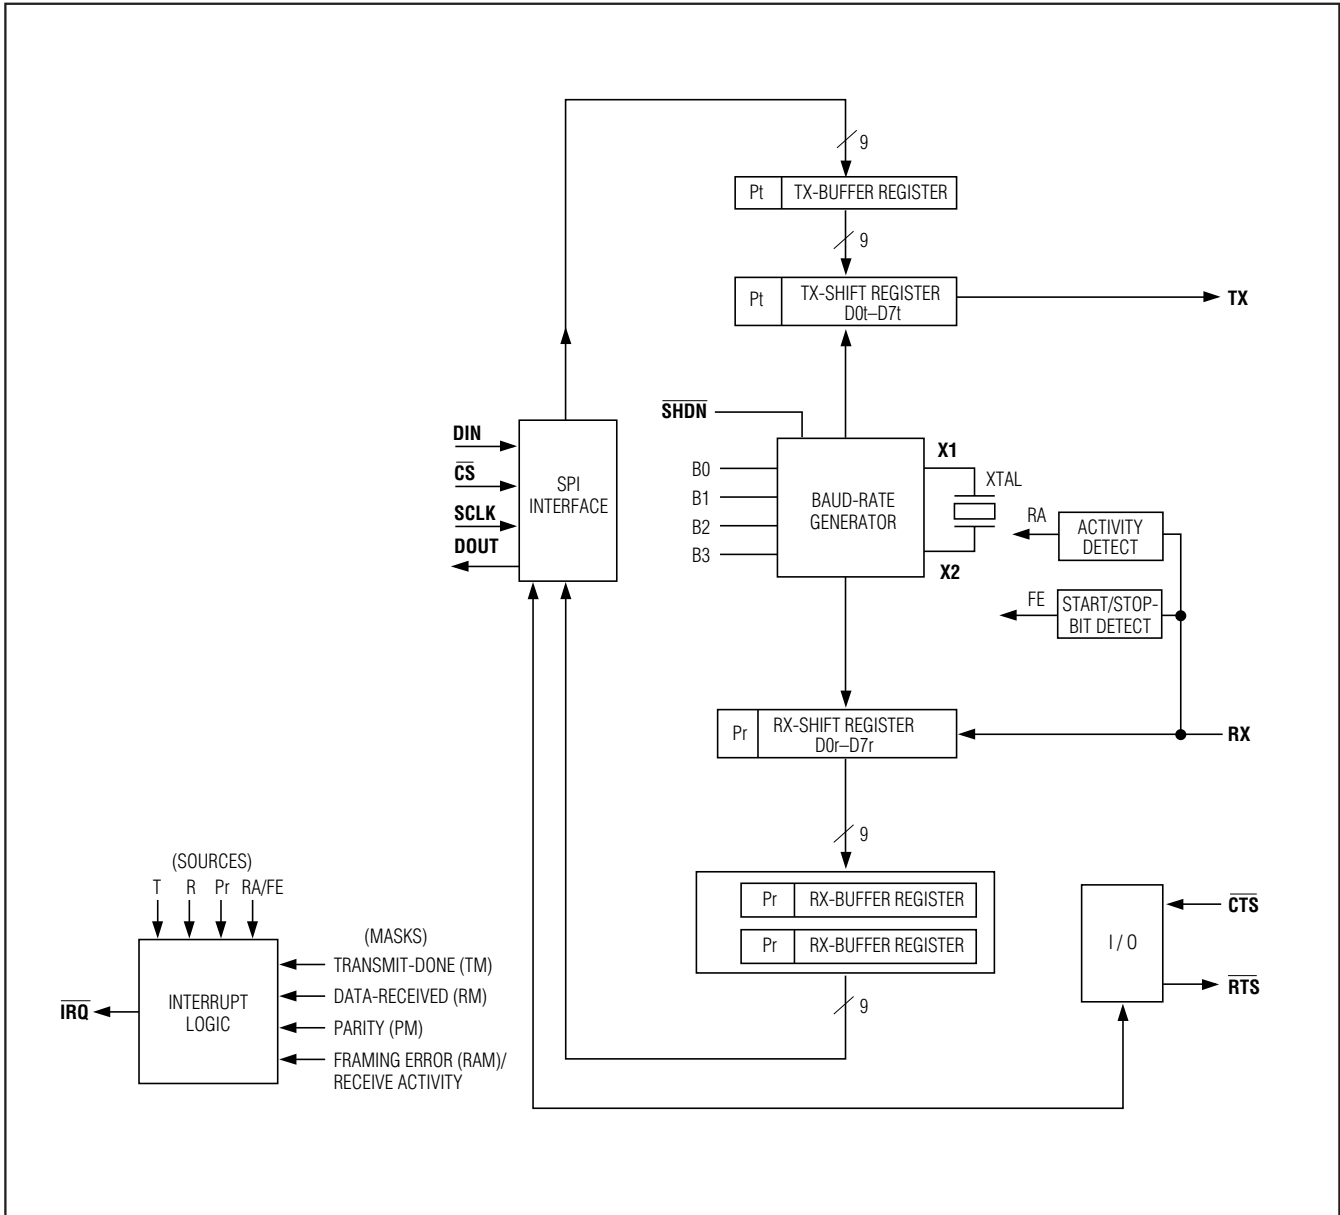 9
Pt TX-BUFFER REGISTER
9
Pt TX-SHIFT REGISTER
D0t–D7t
TX
SHDN
DIN
CS
SCLK
DOUT
SPI
INTERFACE
B0
B1
B2
B3
BAUD-RATE
GENERATOR
X1
X2
XTAL
RA
ACTIVITY
DETECT
FE
START/STOP-
BIT DETECT
Pr RX-SHIFT REGISTER
D0r–D7r
RX
9
Pr RX-BUFFER REGISTER
Pr RX-BUFFER REGISTER
9
I / O
CTS
RTS
(SOURCES)
T R Pr RA/FE
(MASKS)
TRANSMIT-DONE (TM)
DATA-RECEIVED (RM)
PARITY (PM)
FRAMING ERROR (RAM)/
RECEIVE ACTIVITY
INTERRUPT
LOGIC
IRQ